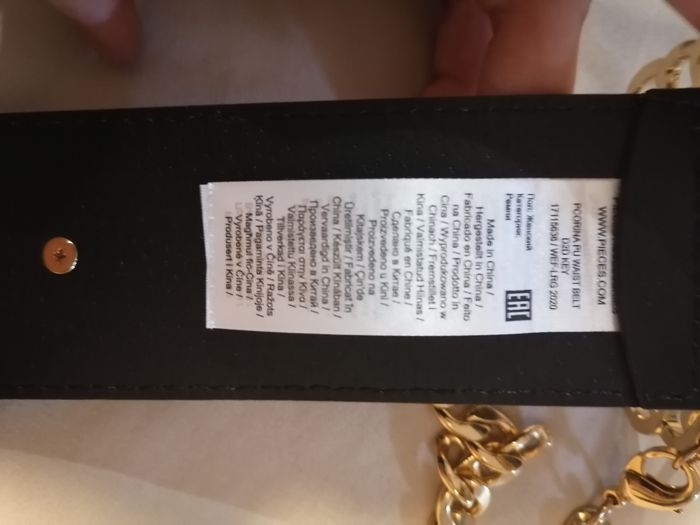 WWW.PIECES.COM
PCORINA PU WAIST BELT
D2D KEY
17115636 / WEF-LRG 2020
Пол: Женский
Категория:
Ремни
EAC
Made in China /
Hergestellt in China /
Fabricado en China / Feito
na China / Prodotto in
Cina / Wyprodukowano w
Chinach / Fremstillet i
Kina / Valmistatud Hiinas /
Fabriqué en Chine /
Сделано в Китае /
Proizvedeno u Kini /
Proizvedeno na
Kitajskem / Çin'de
Üretilmiştir / Fabricat în
China / Készült Kínában /
Vervaardigd in China /
Произведено в Китай /
Παράγεται στην Κίνα /
Valmistettu Kiinassa /
Tillverkad i Kina /
Vyrobeno v Číně / Ražots
Ķīnā / Pagaminta Kinijoje /
Magħmul fiċ-Ċina /
Vyrobené v Číne /
Produsert i Kina /